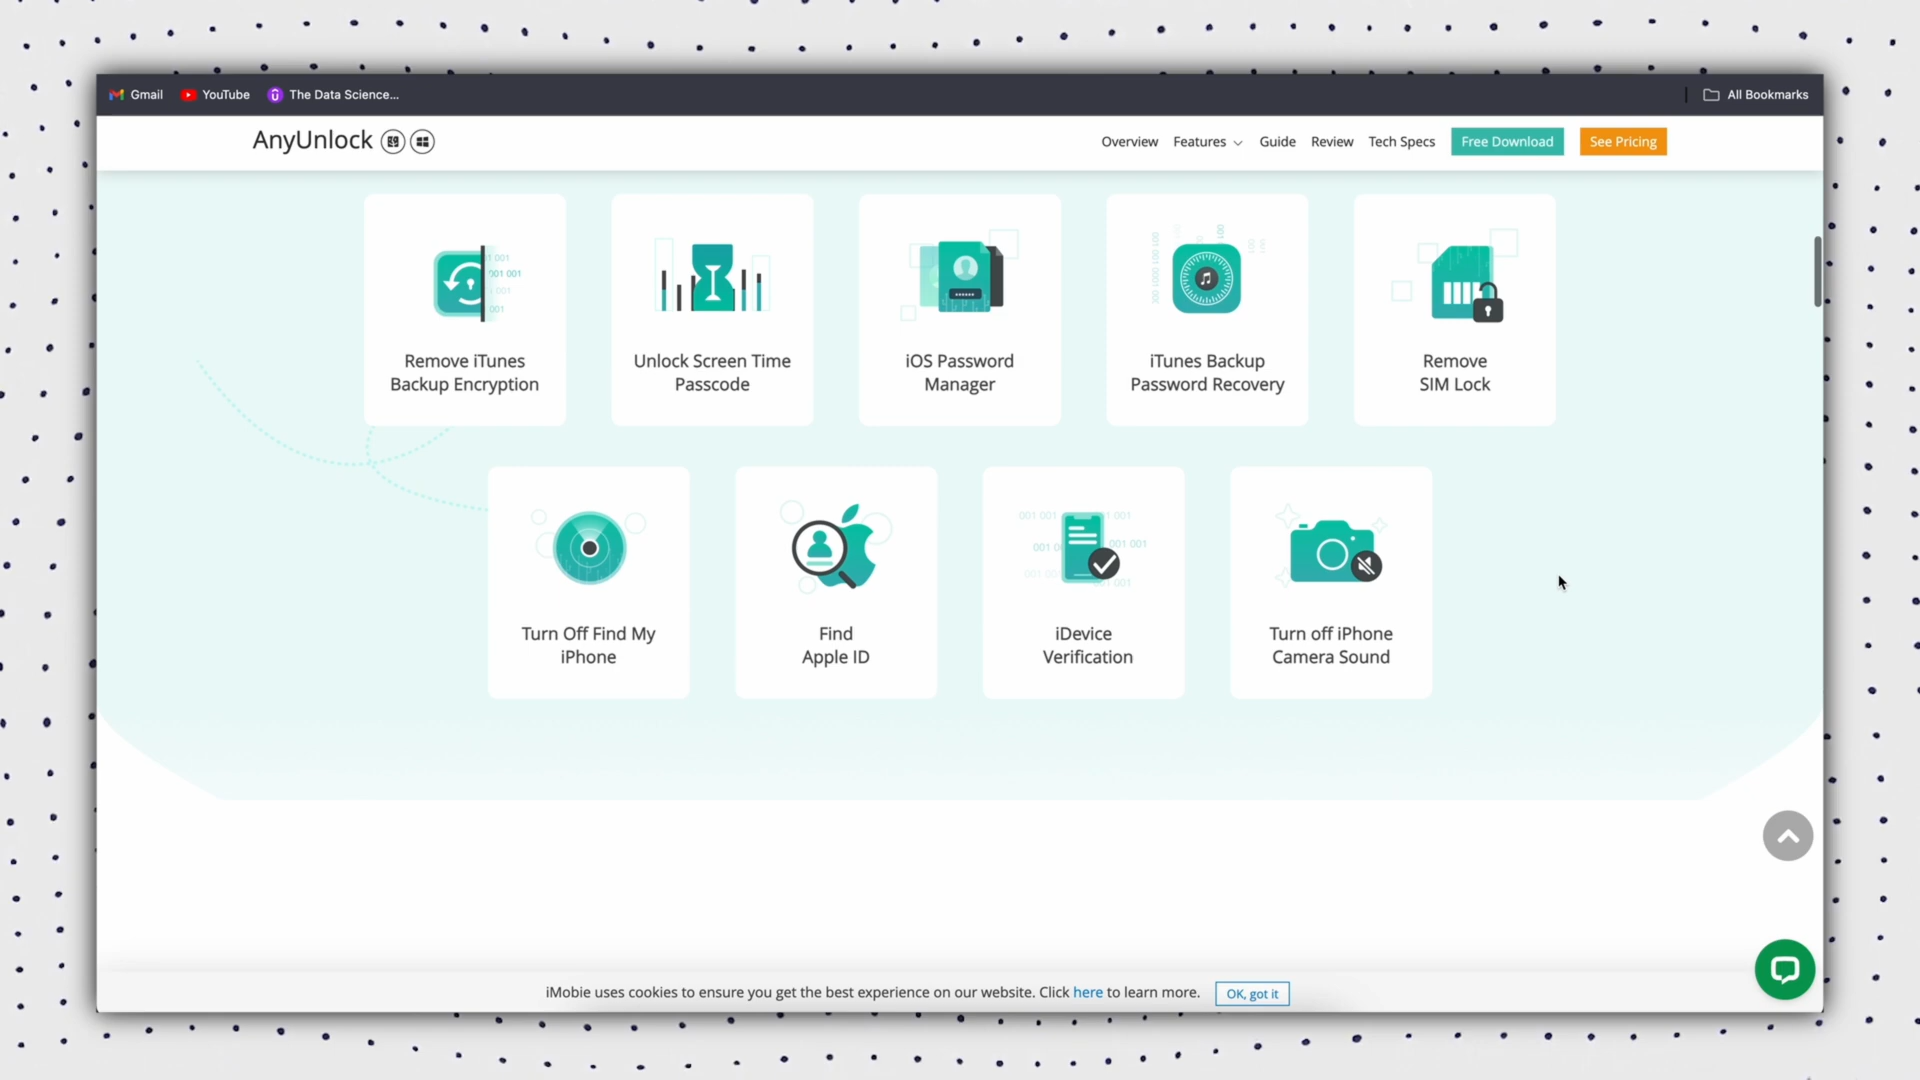 Gmail YouTube The Data Science... All Bookmarks
AnyUnlock Overview Features Guide Review Tech Specs Free Download See Pricing
Remove iTunes
Backup Encryption
Unlock Screen Time
Passcode
iOS Password
Manager
iTunes Backup
Password Recovery
Remove
SIM Lock
Turn Off Find My
iPhone
Find
Apple ID
iDevice
Verification
Turn off iPhone
Camera Sound
iMobie uses cookies to ensure you get the best experience on our website. Click here to learn more. OK, got it